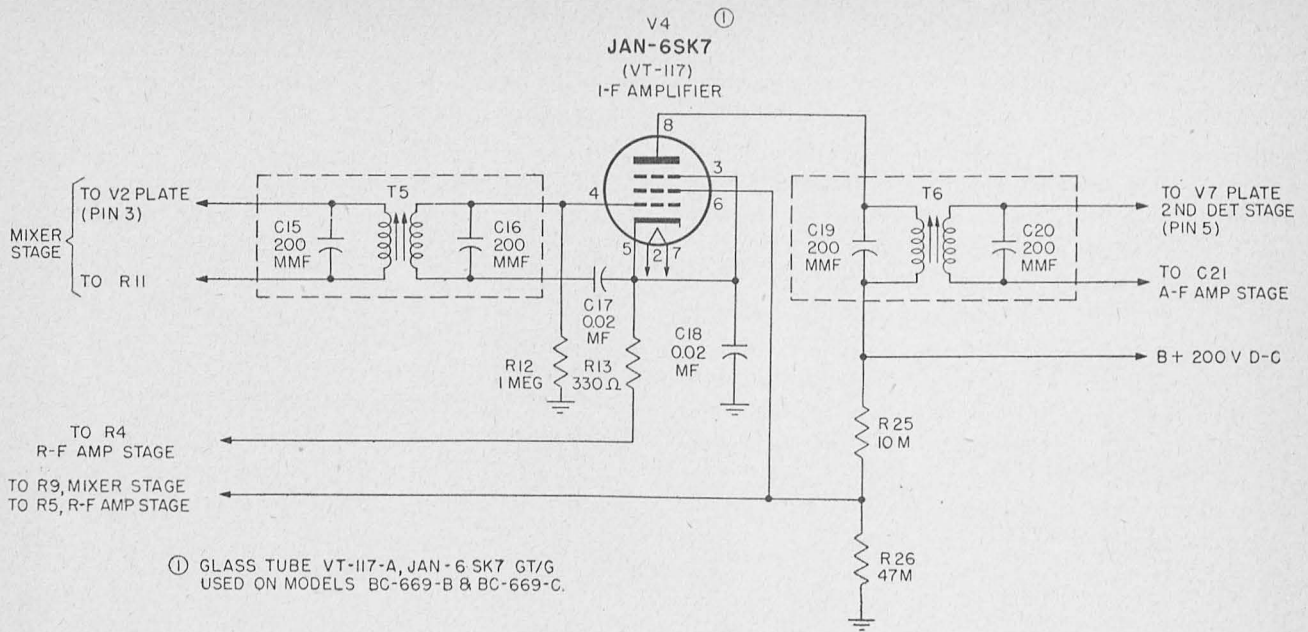 V4 ①
JAN-6SK7
(VT-117)
I-F AMPLIFIER
8
3
4
6
5
2
7
MIXER
STAGE
TO V2 PLATE
(PIN 3)
TO R11
T5
C15
200
MMF
C16
200
MMF
C17
0.02
MF
R12
1 MEG
R13
330 Ω
C18
0.02
MF
T6
C19
200
MMF
C20
200
MMF
TO V7 PLATE
2ND DET STAGE
(PIN 5)
TO C21
A-F AMP STAGE
B+ 200 V D-C
R 25
10 M
R 26
47M
TO R4
R-F AMP STAGE
TO R9, MIXER STAGE
TO R5, R-F AMP STAGE
① GLASS TUBE VT-117-A, JAN-6 SK7 GT/G
USED ON MODELS BC-669-B & BC-669-C.